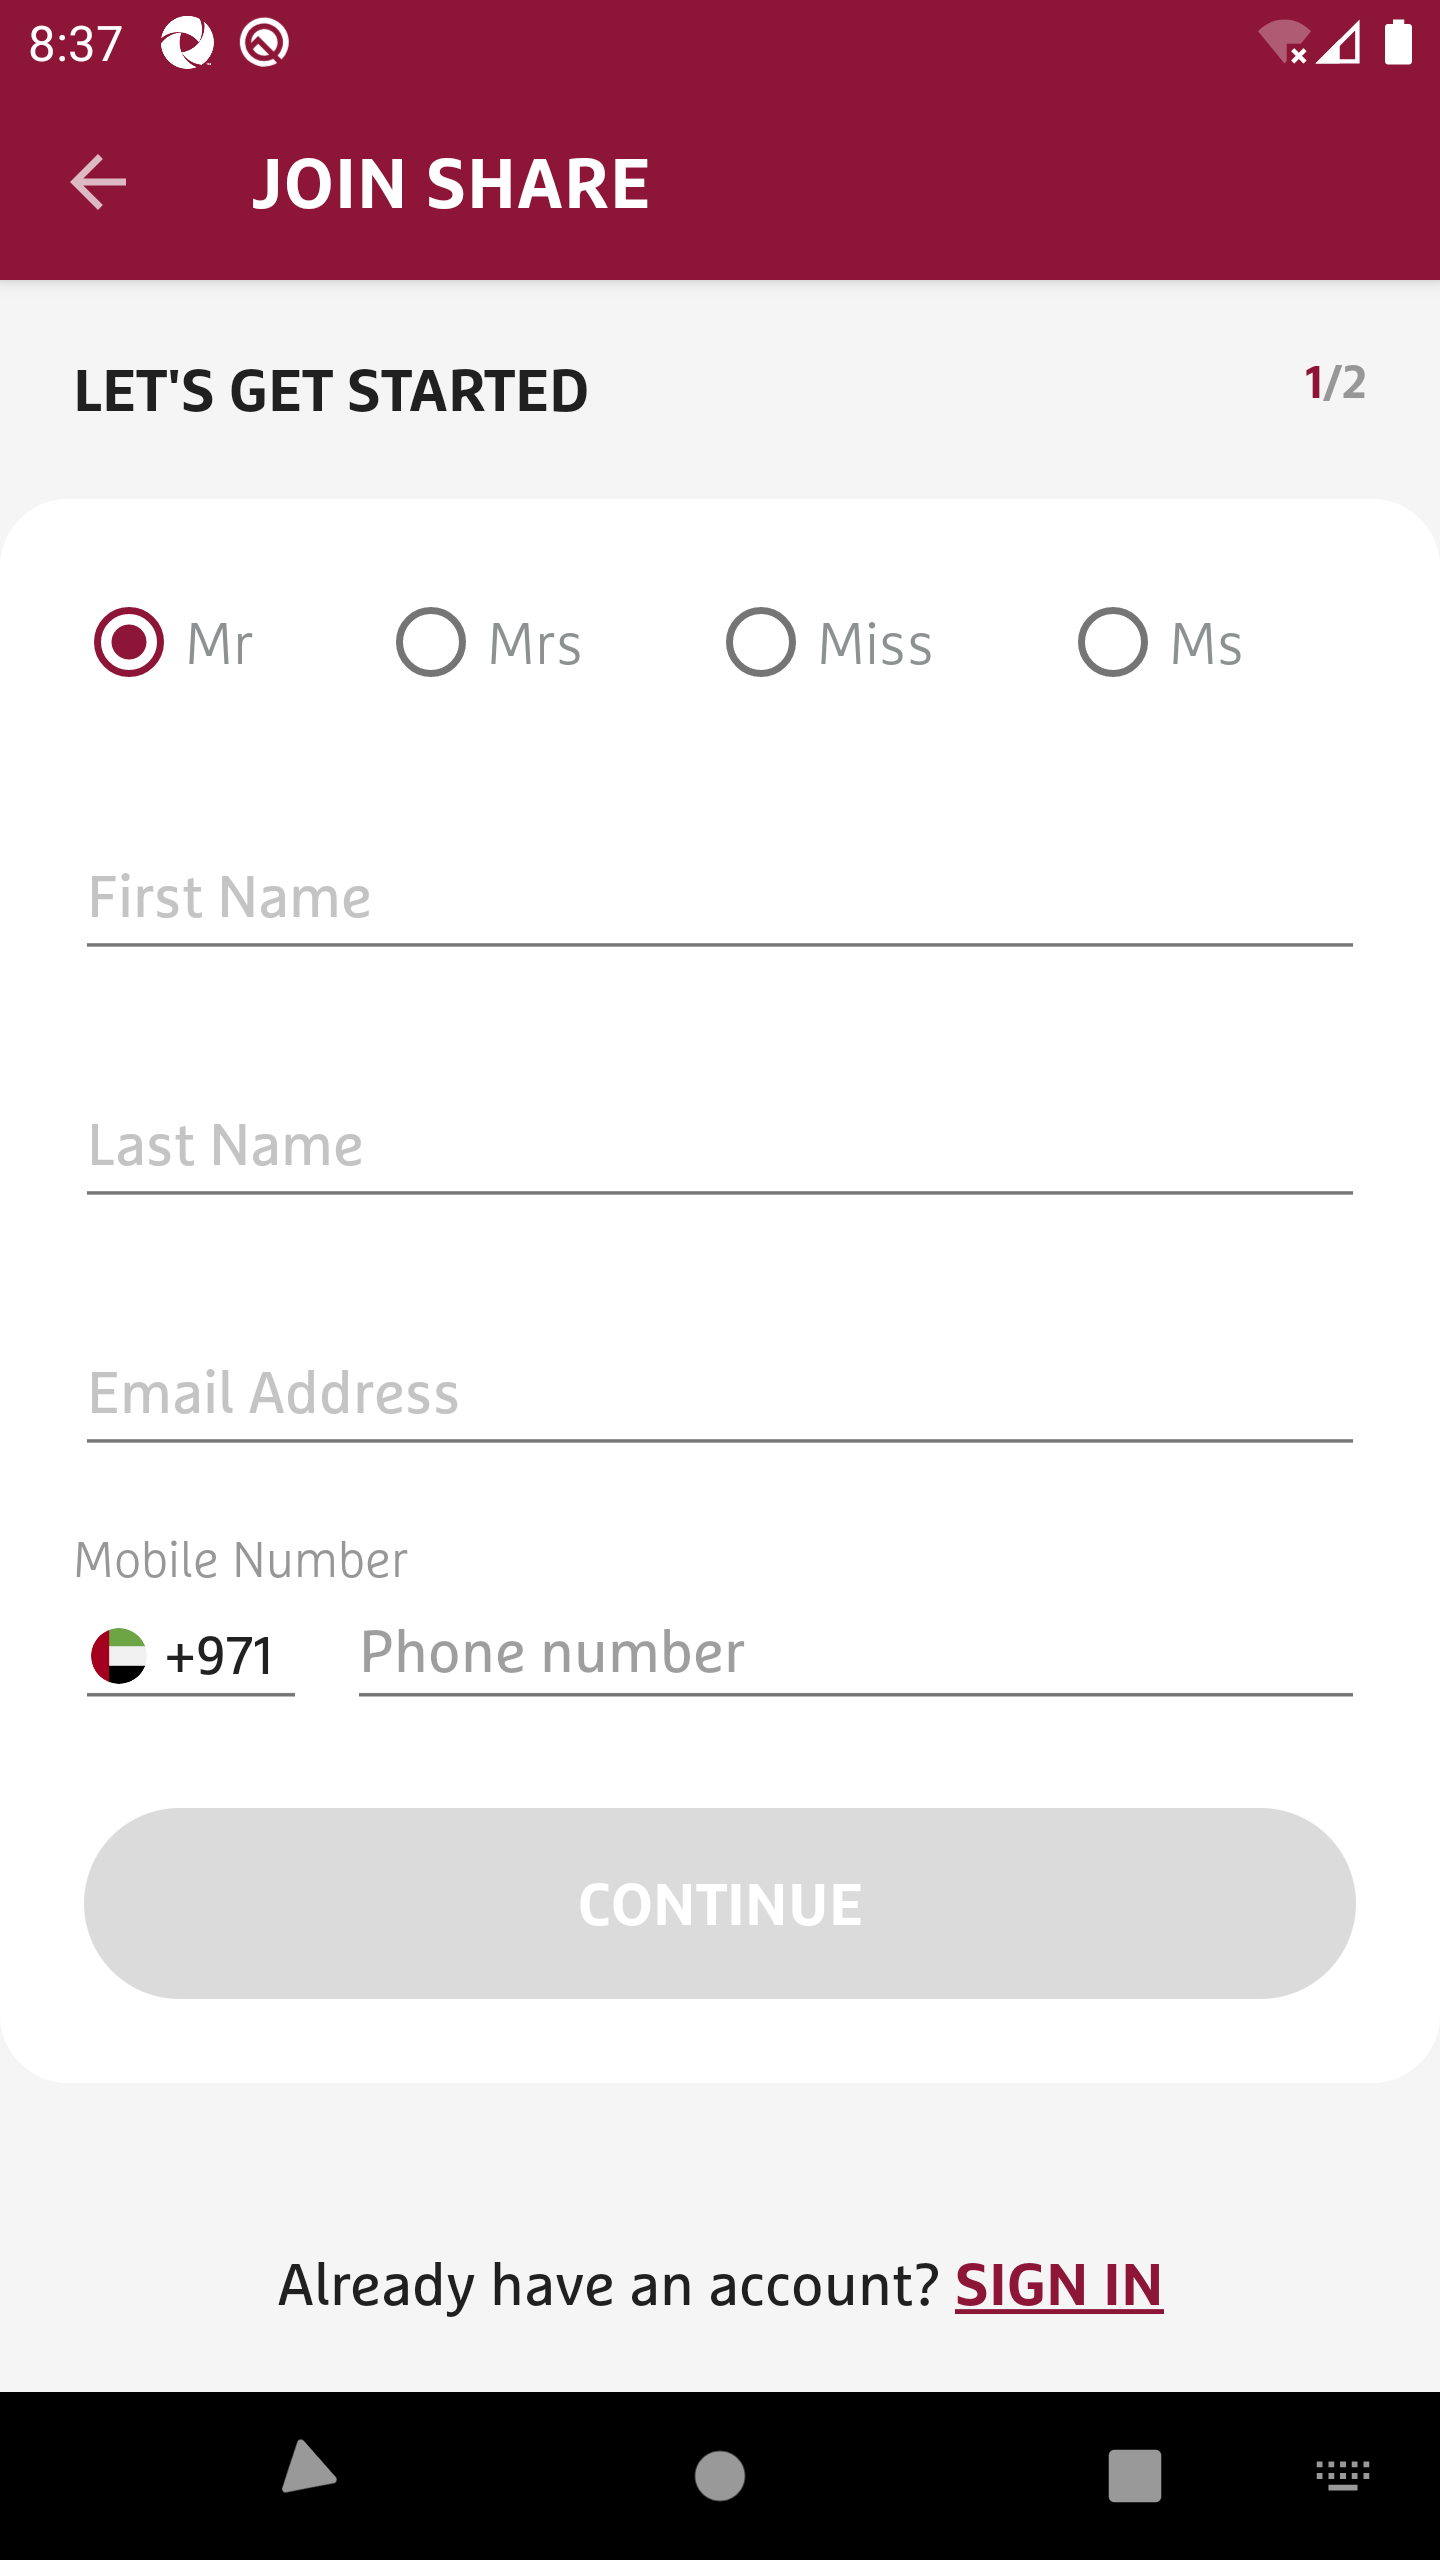 8:37
JOIN SHARE
LET'S GET STARTED
1/2
Mr Mrs Miss Ms
First Name
Last Name
Email Address
Mobile Number
+971 Phone number
CONTINUE
Already have an account? SIGN IN